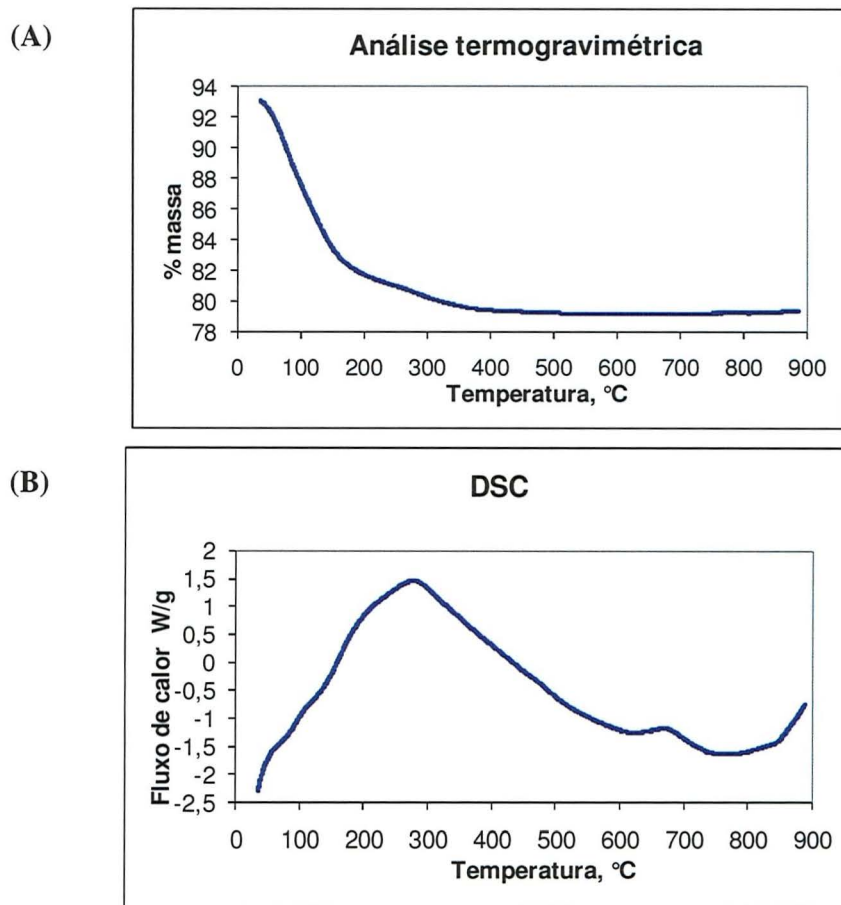 (A)
Análise termogravimétrica
% massa
94
92
90
88
86
84
82
80
78
0 100 200 300 400 500 600 700 800 900
Temperatura, °C
(B)
DSC
Fluxo de calor W/g
2
1,5
1
0,5
0
-0,5
-1
-1,5
-2
-2,5
0 100 200 300 400 500 600 700 800 900
Temperatura, °C